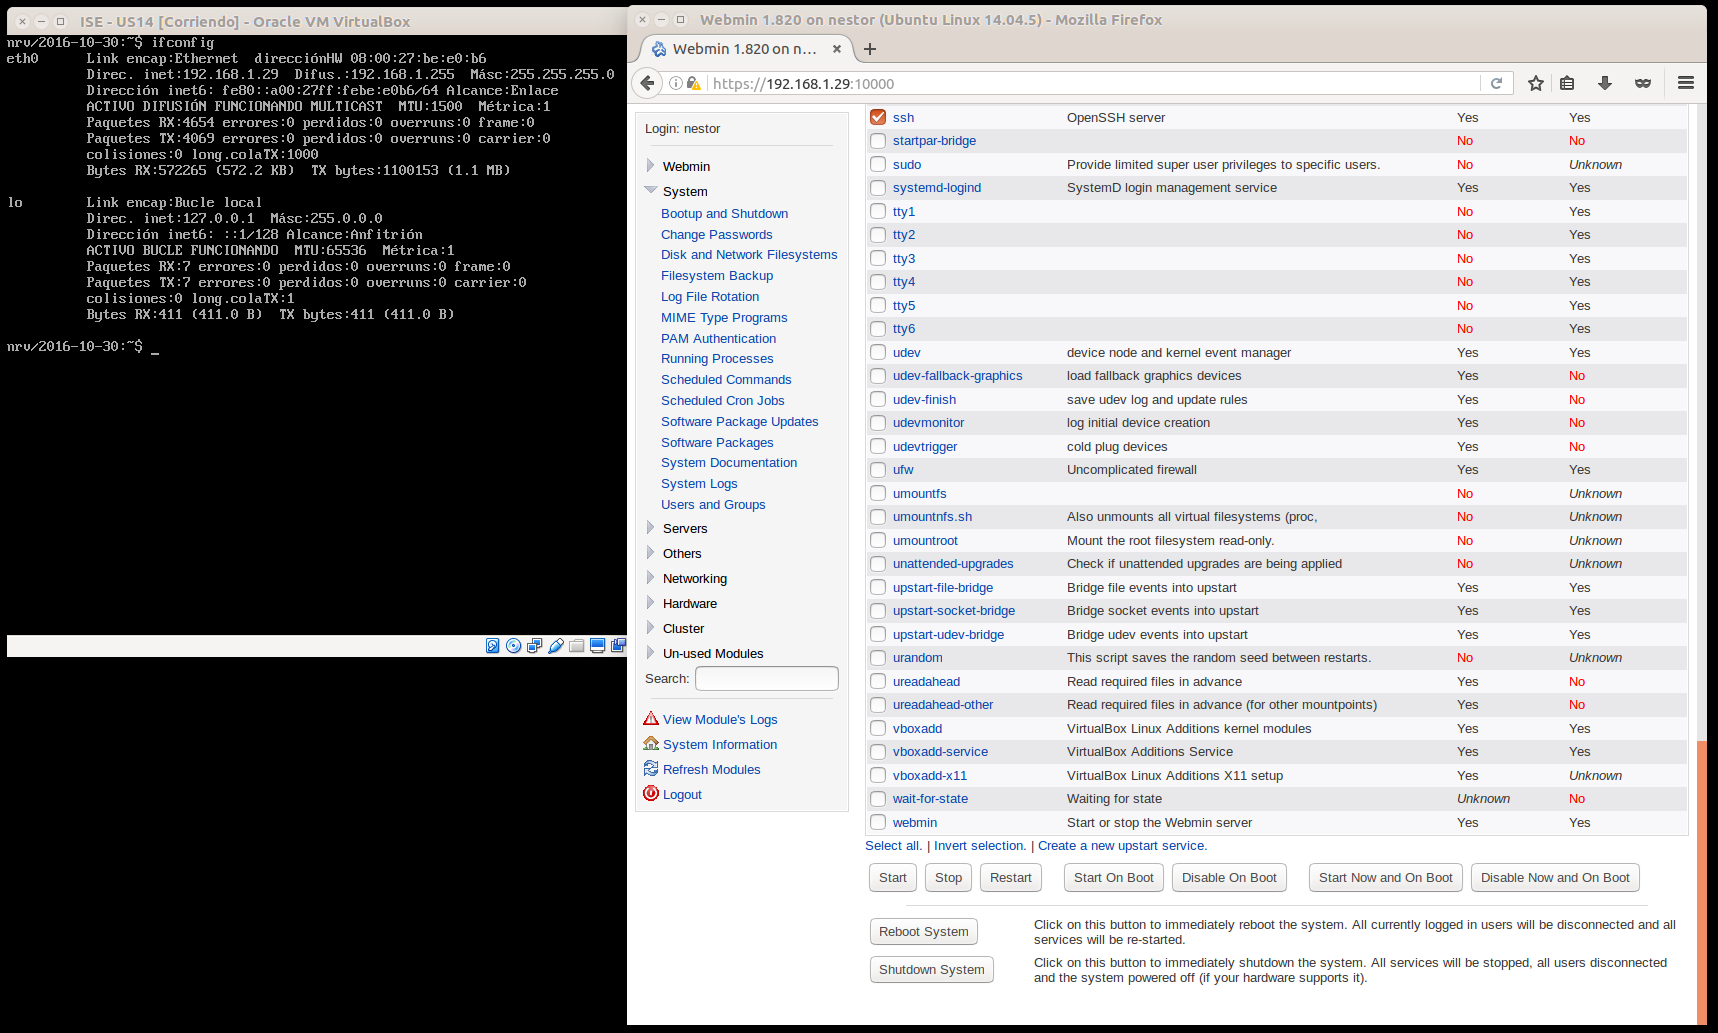 ISE - US14 [Corriendo] - Oracle VM VirtualBox
nrv/2016-10-30:~$ ifconfig
eth0 Link encap:Ethernet direcciónHW 08:00:27:be:e0:b6
Direc. inet:192.168.1.29 Difus.:192.168.1.255 Másc:255.255.255.0
Dirección inet6: fe80::a00:27ff:febe:e0b6/64 Alcance:Enlace
ACTIVO DIFUSIÓN FUNCIONANDO MULTICAST MTU:1500 Métrica:1
Paquetes RX:4654 errores:0 perdidos:0 overruns:0 frame:0
Paquetes TX:4069 errores:0 perdidos:0 overruns:0 carrier:0
colisiones:0 long.colaTX:1000
Bytes RX:572265 (572.2 KB) TX bytes:1100153 (1.1 MB)
lo Link encap:Bucle local
Direc. inet:127.0.0.1 Másc:255.0.0.0
Dirección inet6: ::1/128 Alcance:Anfitrión
ACTIVO BUCLE FUNCIONANDO MTU:65536 Métrica:1
Paquetes RX:7 errores:0 perdidos:0 overruns:0 frame:0
Paquetes TX:7 errores:0 perdidos:0 overruns:0 carrier:0
colisiones:0 long.colaTX:1
Bytes RX:411 (411.0 B) TX bytes:411 (411.0 B)
nrv/2016-10-30:~$ _
Webmin 1.820 on nestor (Ubuntu Linux 14.04.5) - Mozilla Firefox
Webmin 1.820 on n...
https://192.168.1.29:10000
Login: nestor
Webmin
System
Bootup and Shutdown
Change Passwords
Disk and Network Filesystems
Filesystem Backup
Log File Rotation
MIME Type Programs
PAM Authentication
Running Processes
Scheduled Commands
Scheduled Cron Jobs
Software Package Updates
Software Packages
System Documentation
System Logs
Users and Groups
Servers
Others
Networking
Hardware
Cluster
Un-used Modules
Search:
View Module's Logs
System Information
Refresh Modules
Logout
ssh OpenSSH server Yes Yes
startpar-bridge No No
sudo Provide limited super user privileges to specific users. No Unknown
systemd-logind SystemD login management service Yes Yes
tty1 No Yes
tty2 No Yes
tty3 No Yes
tty4 No Yes
tty5 No Yes
tty6 No Yes
udev device node and kernel event manager Yes Yes
udev-fallback-graphics load fallback graphics devices Yes No
udev-finish save udev log and update rules Yes No
udevmonitor log initial device creation Yes No
udevtrigger cold plug devices Yes No
ufw Uncomplicated firewall Yes Yes
umountfs No Unknown
umountnfs.sh Also unmounts all virtual filesystems (proc, No Unknown
umountroot Mount the root filesystem read-only. No Unknown
unattended-upgrades Check if unattended upgrades are being applied No Unknown
upstart-file-bridge Bridge file events into upstart Yes Yes
upstart-socket-bridge Bridge socket events into upstart Yes Yes
upstart-udev-bridge Bridge udev events into upstart Yes Yes
urandom This script saves the random seed between restarts. No Unknown
ureadahead Read required files in advance Yes No
ureadahead-other Read required files in advance (for other mountpoints) Yes No
vboxadd VirtualBox Linux Additions kernel modules Yes Yes
vboxadd-service VirtualBox Additions Service Yes Yes
vboxadd-x11 VirtualBox Linux Additions X11 setup Yes Unknown
wait-for-state Waiting for state Unknown No
webmin Start or stop the Webmin server Yes Yes
Select all. | Invert selection. | Create a new upstart service.
Start Stop Restart Start On Boot Disable On Boot Start Now and On Boot Disable Now and On Boot
Reboot System Click on this button to immediately reboot the system. All currently logged in users will be disconnected and all
services will be re-started.
Shutdown System Click on this button to immediately shutdown the system. All services will be stopped, all users disconnected
and the system powered off (if your hardware supports it).